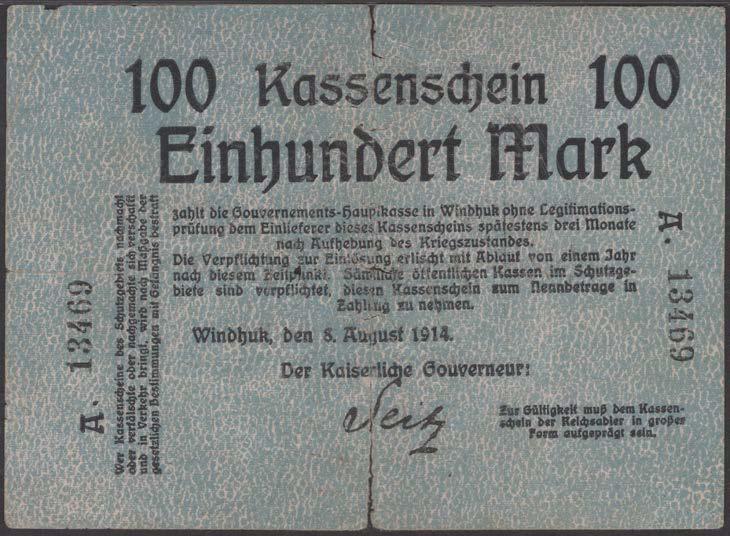 100 Kassenschein 100
Einhundert Mark
zahlt die Gouvernements-Hauptkasse in Windhuk ohne Legitimations-
prüfung dem Einlieferer dieses Kassenscheins spätestens drei Monate
nach Aufhebung des Kriegszustandes.
Die Verpflichtung zur Einlösung erlischt mit Ablauf von einem Jahr
nach diesem Zeitpunkt. Sämtliche öffentlichen Kassen im Schutzge-
biete sind verpflichtet, diesen Kassenschein zum Nennbetrage in
Zahlung zu nehmen.
Windhuk, den 8. August 1914.
Der Kaiserliche Gouverneur:
Seitz
Zur Gültigkeit muß dem Kassen-
schein der Reichsadler in großer
Form aufgeprägt sein.
A. 13469
Wer Kassenscheine des Schutzgebiets nachmacht
oder verfälscht oder nachgemachte sich verschafft
und in Verkehr bringt, wird nach Maßgabe der
gesetzlichen Bestimmungen mit Gefängnis bestraft
A. 13469